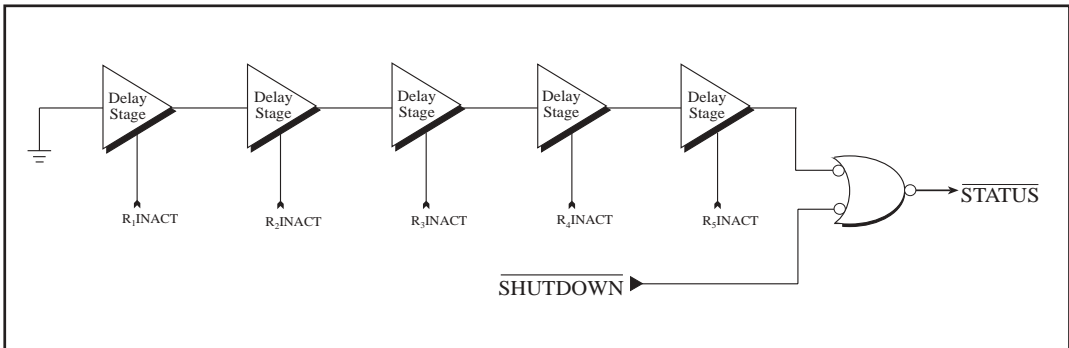 Delay
Stage
Delay
Stage
Delay
Stage
Delay
Stage
Delay
Stage
R₁INACT
R₂INACT
R₃INACT
R₄INACT
R₅INACT
STATUS
SHUTDOWN